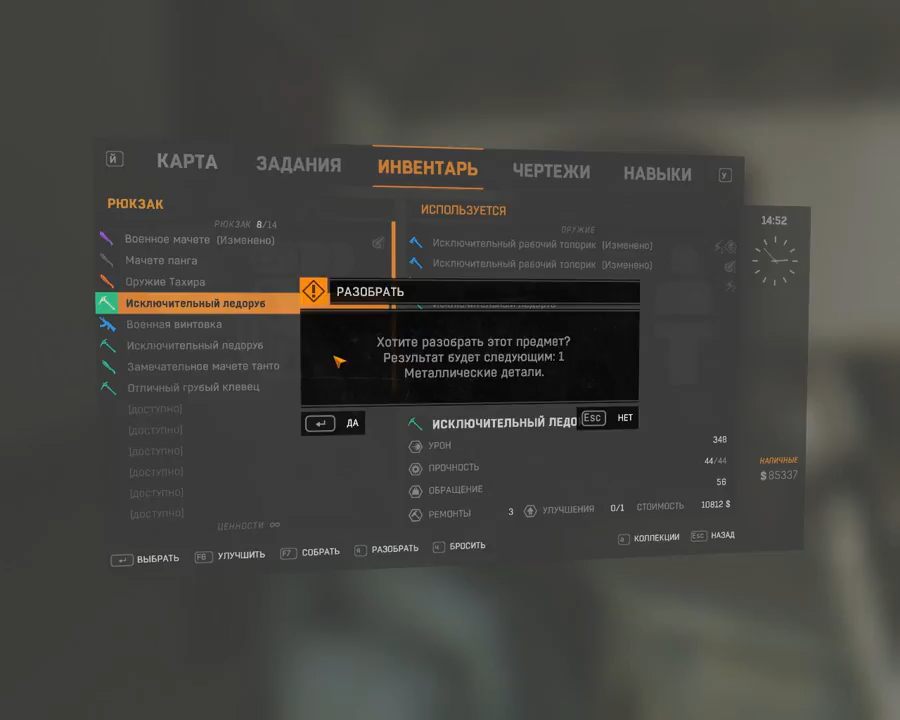 Й
КАРТА
ЗАДАНИЯ
ИНВЕНТАРЬ
ЧЕРТЕЖИ
НАВЫКИ
У
РЮКЗАК
РЮКЗАК 8/14
Военное мачете (Изменено)
Мачете панга
Оружие Тахира
Исключительный ледоруб
Военная винтовка
Исключительный ледоруб
Замечательное мачете танто
Отличный грубый клевец
[ДОСТУПНО]
[ДОСТУПНО]
[ДОСТУПНО]
[ДОСТУПНО]
[ДОСТУПНО]
[ДОСТУПНО]
ЦЕННОСТИ ∞
ИСПОЛЬЗУЕТСЯ
ОРУЖИЕ
Исключительный рабочий топорик (Изменено)
Исключительный рабочий топорик (Изменено)
14:52
РАЗОБРАТЬ
Хотите разобрать этот предмет?
Результат будет следующим: 1
Металлические детали.
ДА
Esc НЕТ
ИСКЛЮЧИТЕЛЬНЫЙ ЛЕДО
УРОН 348
ПРОЧНОСТЬ 44/44
ОБРАЩЕНИЕ 56
РЕМОНТЫ 3 УЛУЧШЕНИЯ 0/1 СТОИМОСТЬ 10812 $
НАЛИЧНЫЕ
$ 85337
ВЫБРАТЬ
F6 УЛУЧШИТЬ
F7 СОБРАТЬ
РАЗОБРАТЬ
Ч БРОСИТЬ
КОЛЛЕКЦИИ
Esc НАЗАД